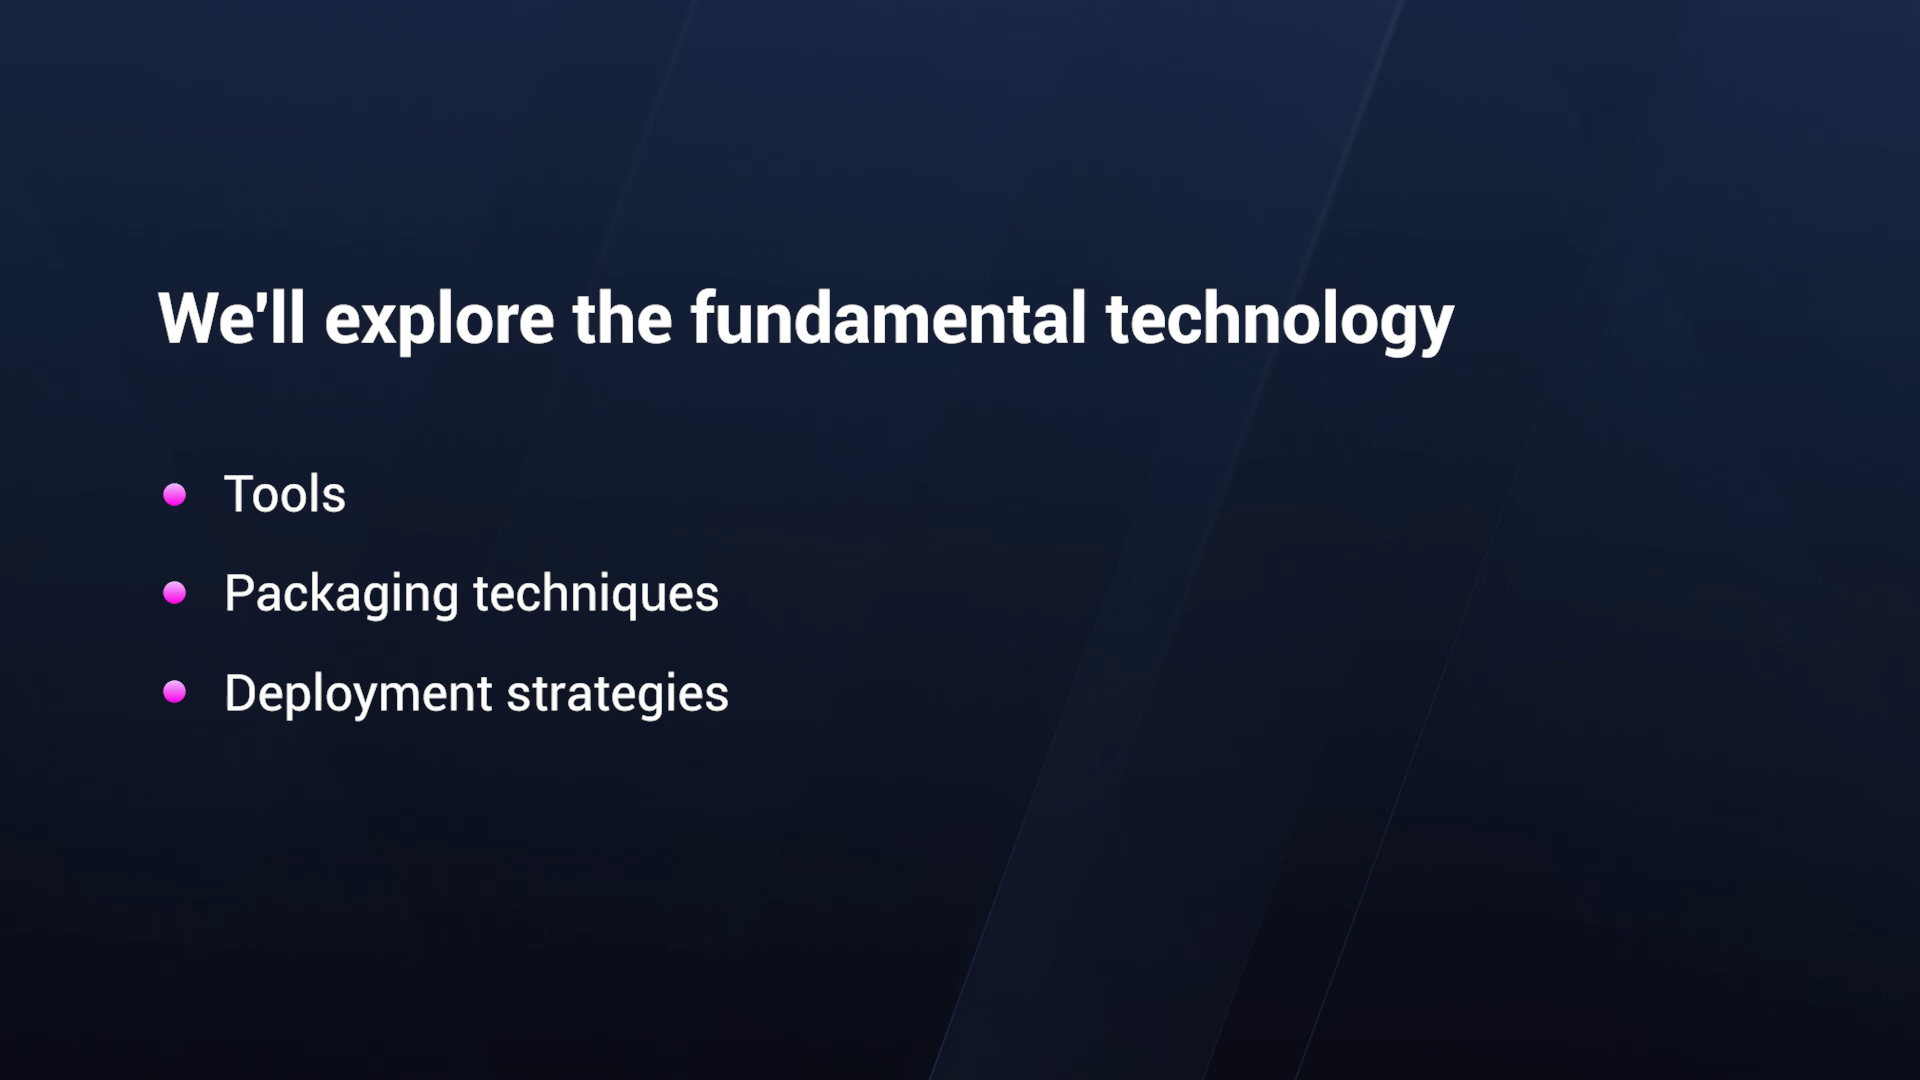 We'll explore the fundamental technology
Tools
Packaging techniques
Deployment strategies